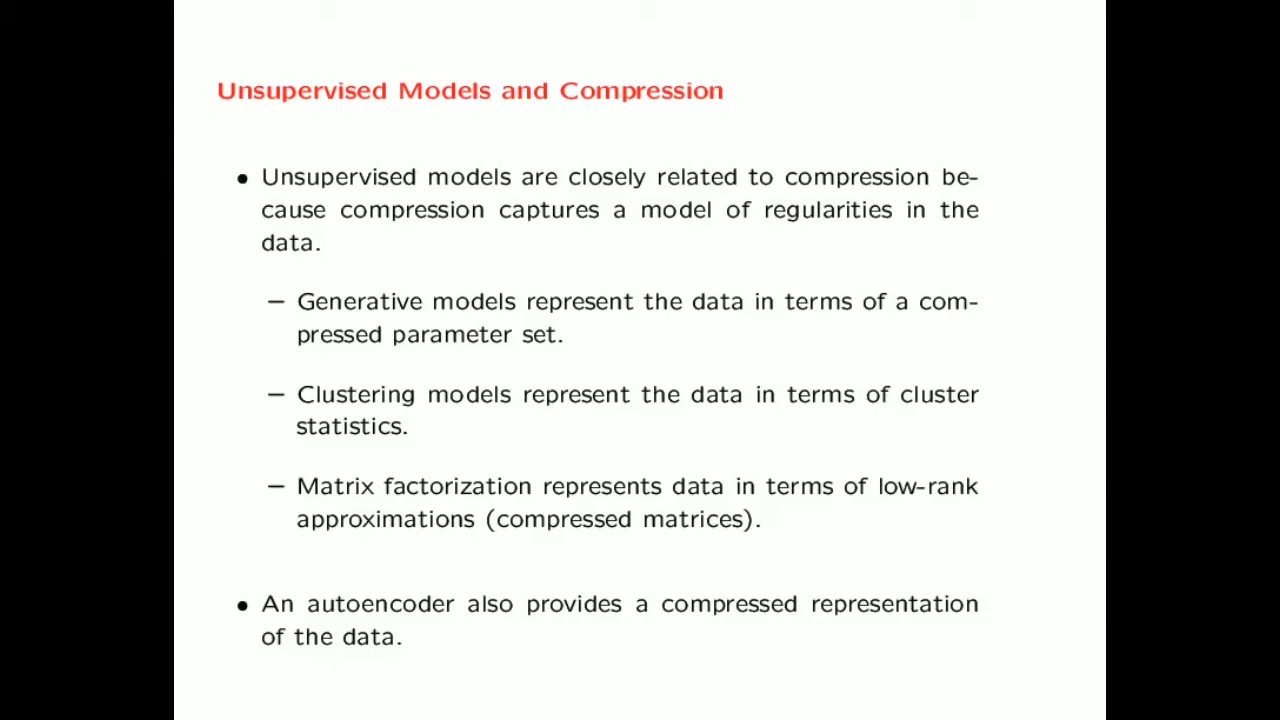 Unsupervised Models and Compression
• Unsupervised models are closely related to compression be-
cause compression captures a model of regularities in the
data.
– Generative models represent the data in terms of a com-
pressed parameter set.
– Clustering models represent the data in terms of cluster
statistics.
– Matrix factorization represents data in terms of low-rank
approximations (compressed matrices).
• An autoencoder also provides a compressed representation
of the data.